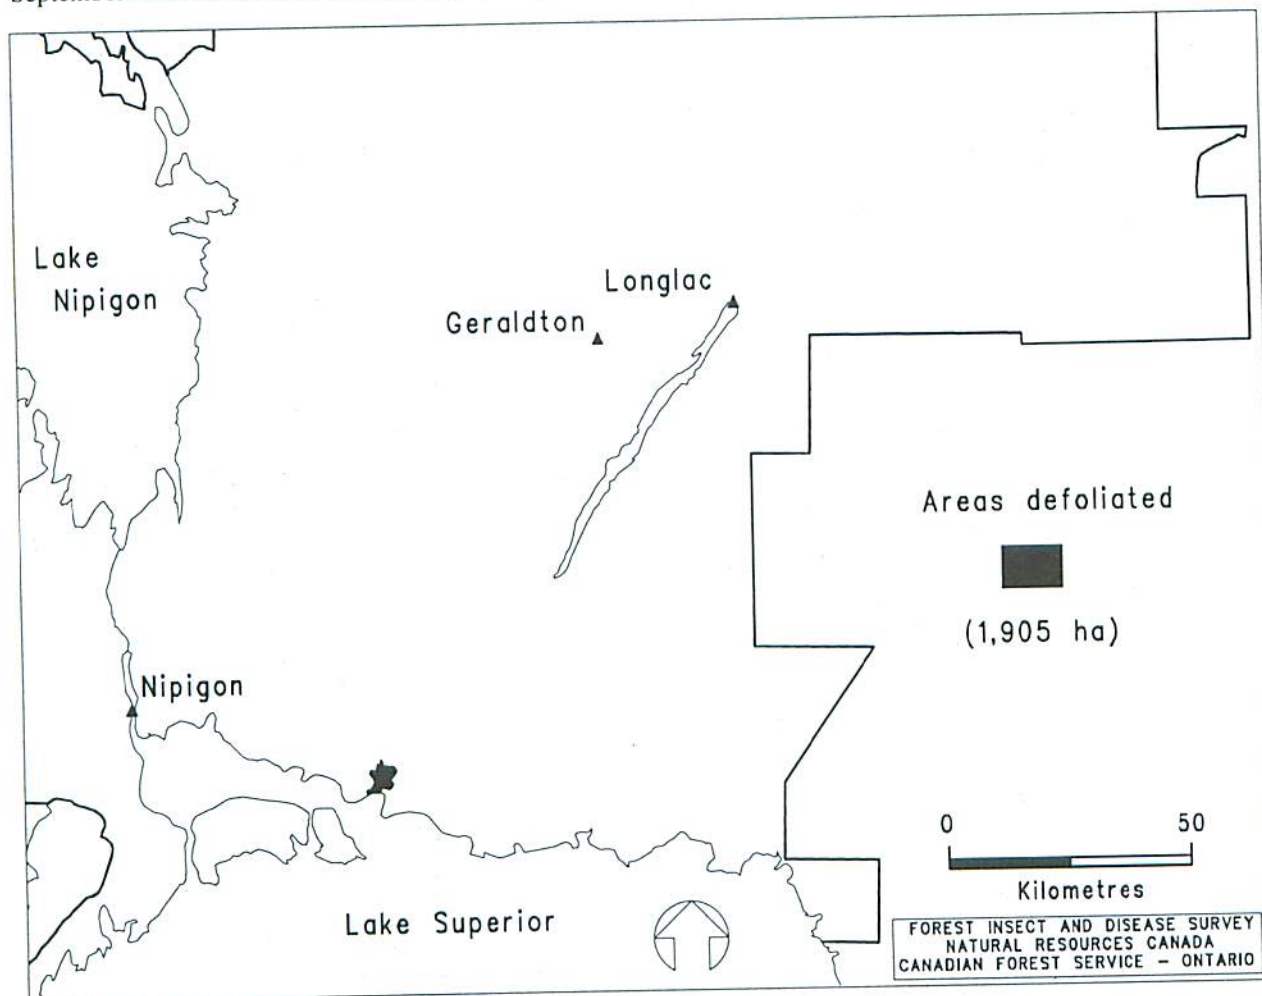 Lake
Nipigon
Longlac
Geraldton
Areas defoliated
(1,905 ha)
Nipigon
0 50
Kilometres
Lake Superior
FOREST INSECT AND DISEASE SURVEY
NATURAL RESOURCES CANADA
CANADIAN FOREST SERVICE – ONTARIO